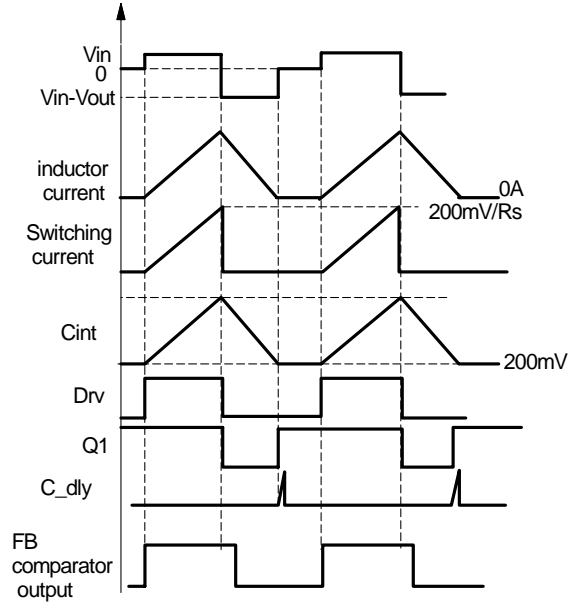 Vin
0
Vin-Vout
inductor
current
0A
200mV/Rs
Switching
current
Cint
200mV
Drv
Q1
C_dly
FB
comparator
output